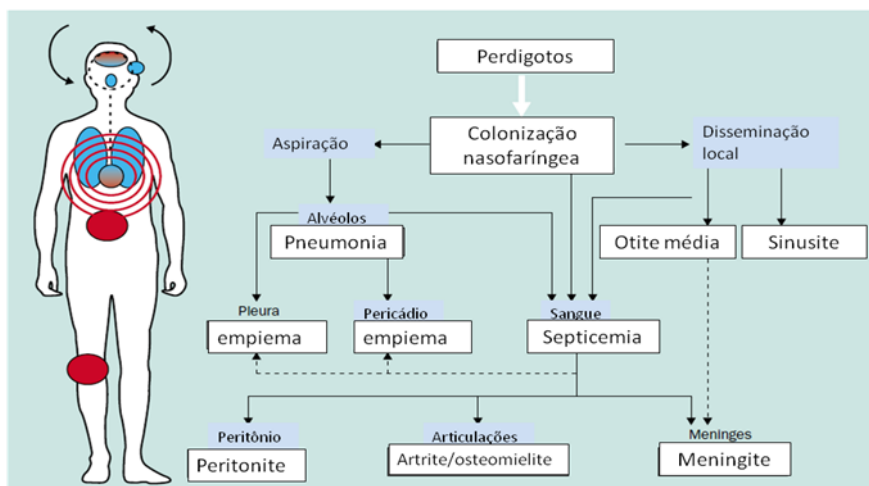 Perdigotos
Colonização
nasofaríngea
Aspiração
Disseminação
local
Alvéolos
Pneumonia
Otite média
Sinusite
Pleura
empiema
Pericádio
empiema
Sangue
Septicemia
Peritônio
Peritonite
Articulações
Artrite/osteomielite
Meninges
Meningite